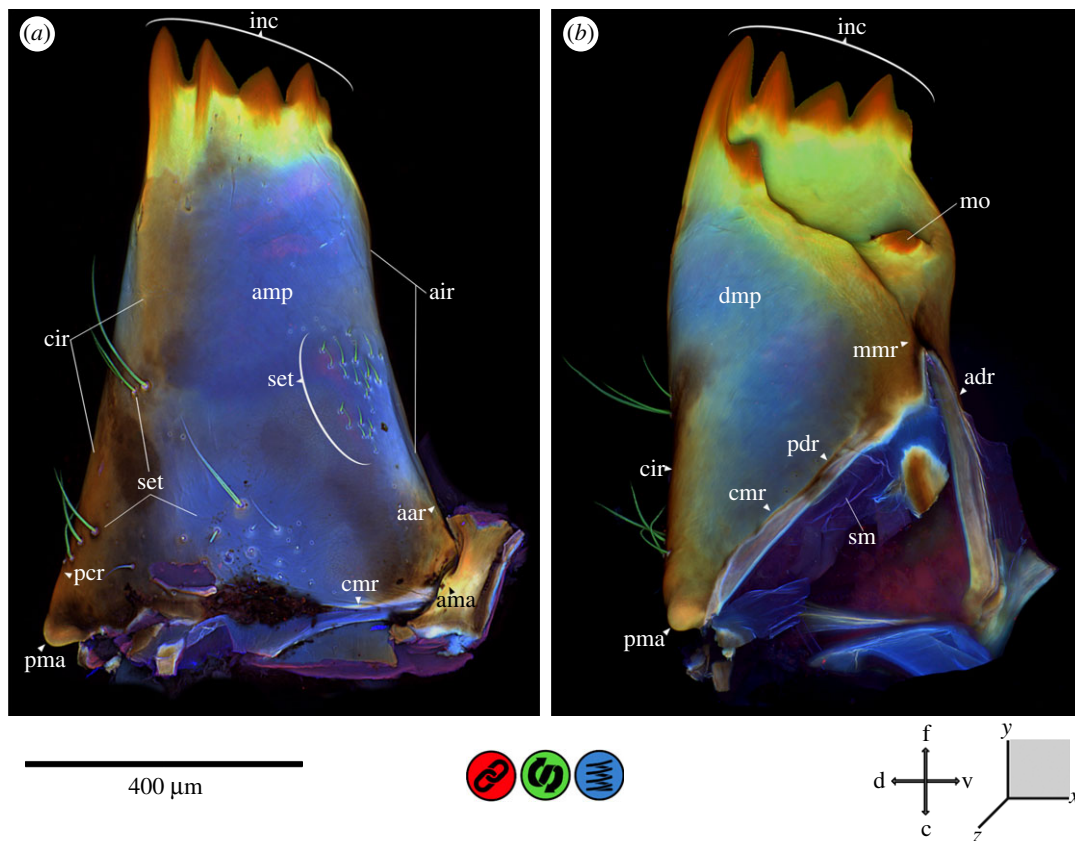 (a)
inc
amp
air
cir
set
set
aar
pcr
cmr
ama
pma
(b)
inc
mo
dmp
mmr
adr
pdr
cir
cmr
sm
pma
400 µm
f
d
v
c
y
x
z